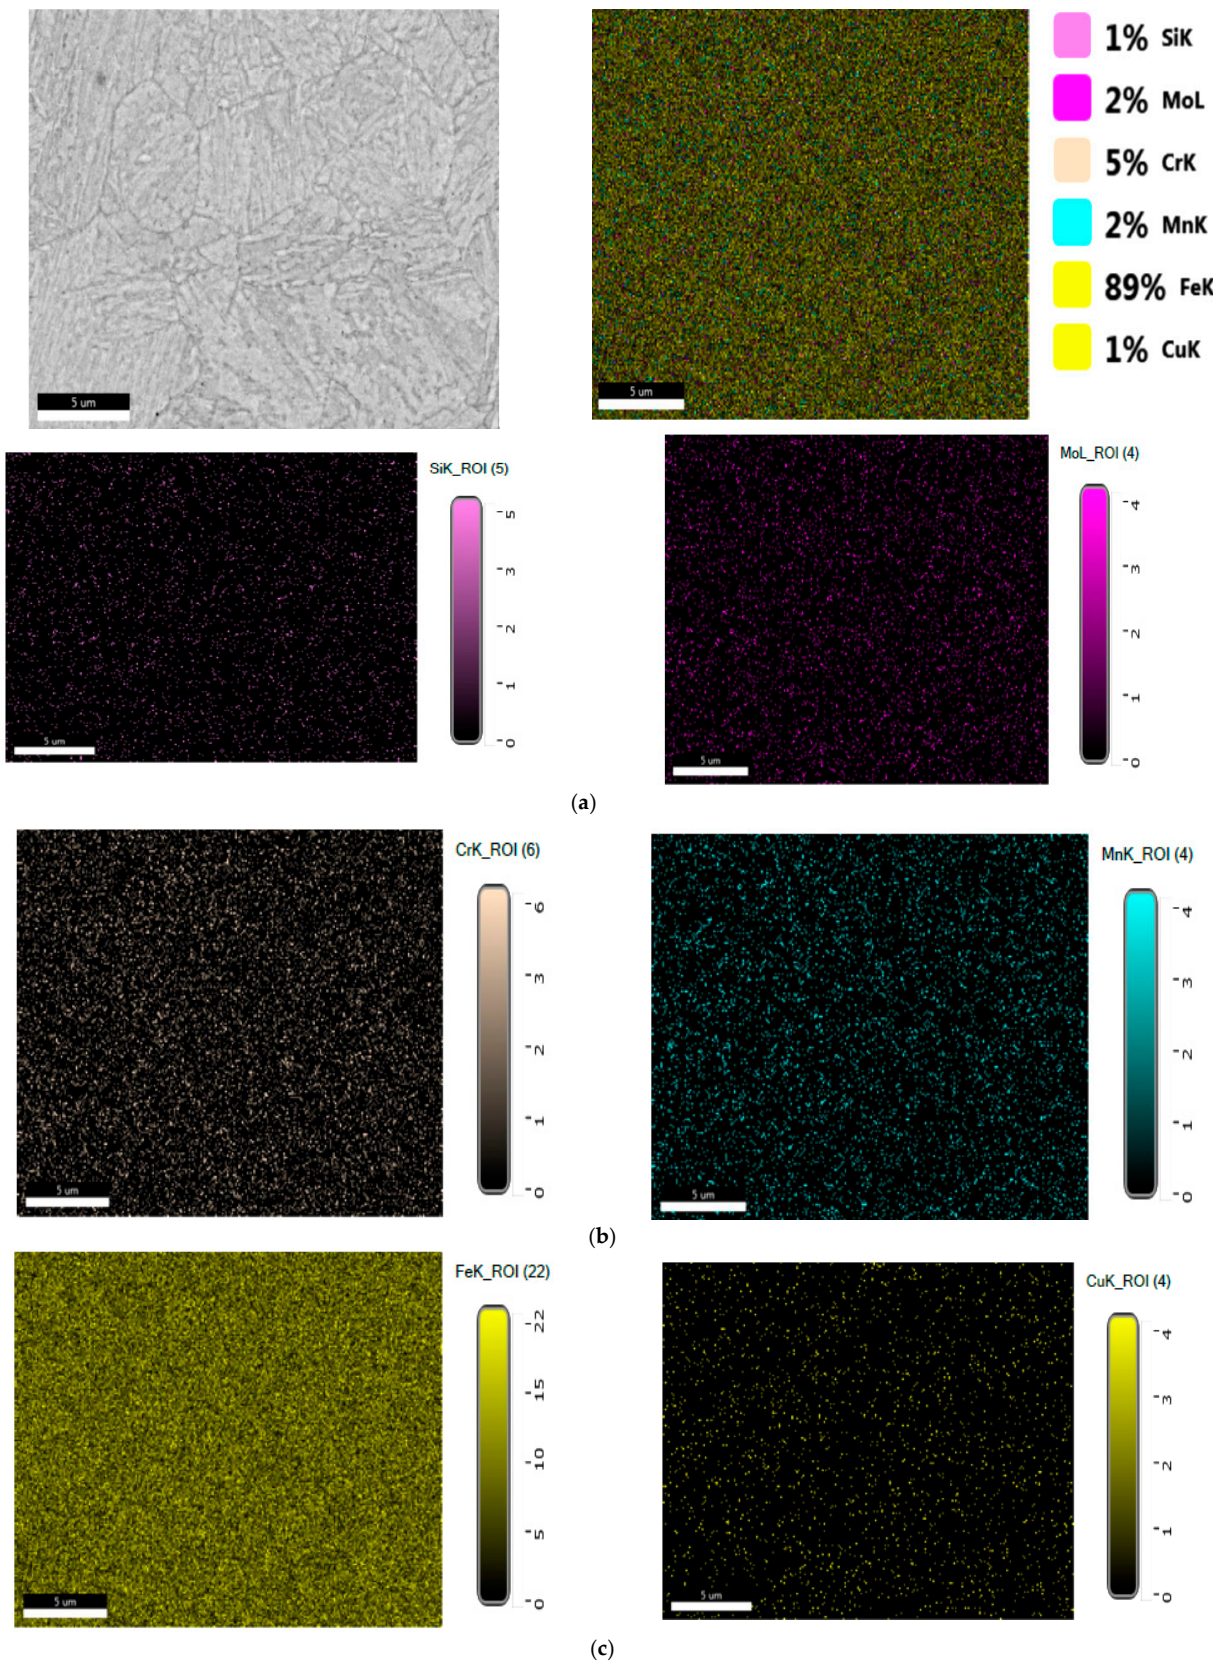 5 um
5 um
1% SiK
2% MoL
5% CrK
2% MnK
89% FeK
1% CuK
SiK_ROI (5)
5
3
2
1
0
5 um
MoL_ROI (4)
4
3
2
1
0
5 um
(a)
CrK_ROI (6)
6
3
2
1
0
5 um
MnK_ROI (4)
4
3
2
1
0
5 um
(b)
FeK_ROI (22)
22
15
10
5
0
5 um
CuK_ROI (4)
4
3
2
1
0
5 um
(c)